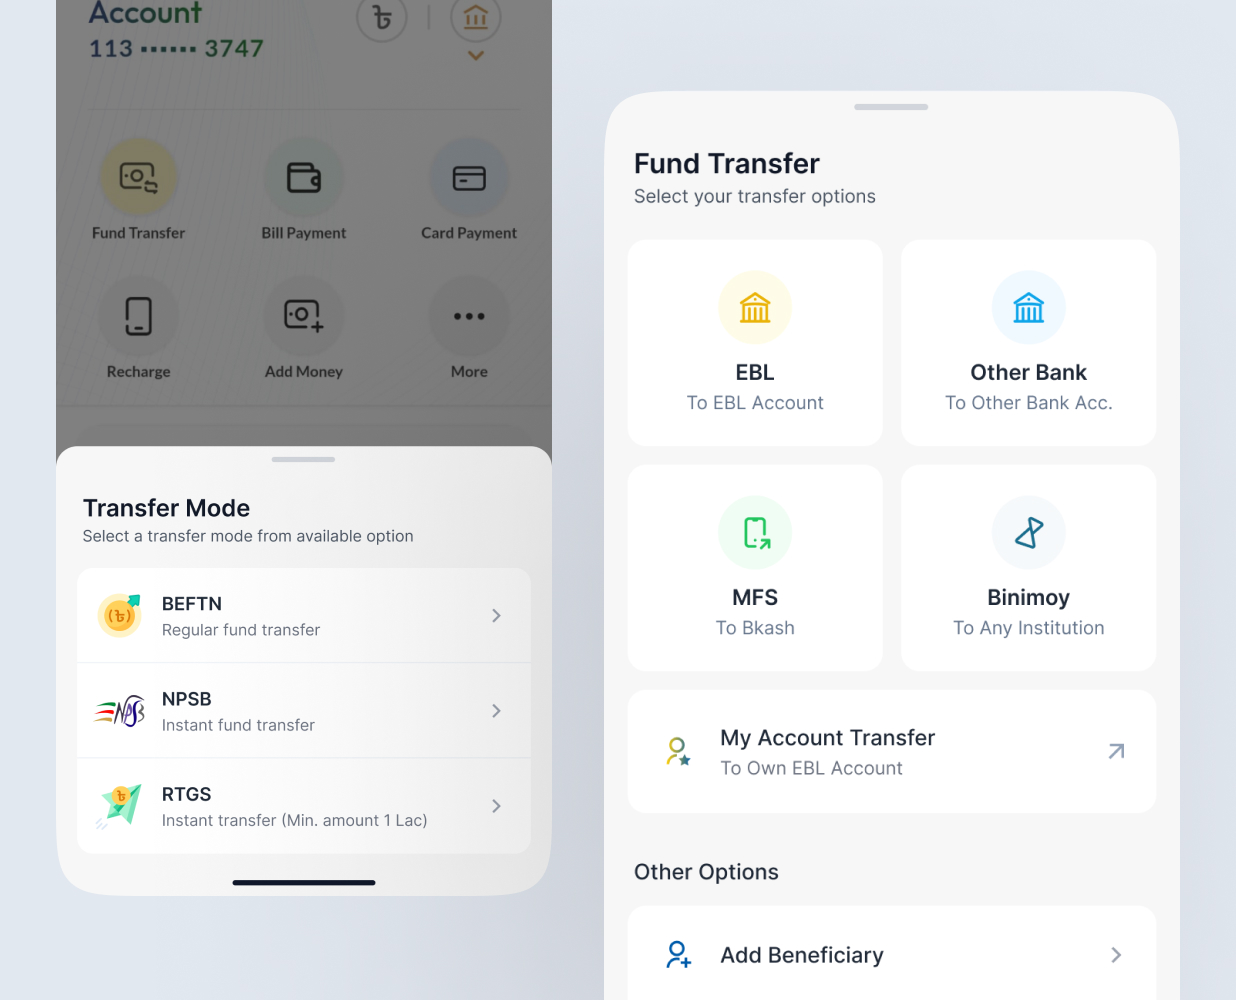 Account
113 •••••• 3747
Fund Transfer
Bill Payment
Card Payment
Recharge
Add Money
More
Transfer Mode
Select a transfer mode from available option
BEFTN
Regular fund transfer
NPSB
NPSB
Instant fund transfer
RTGS
Instant transfer (Min. amount 1 Lac)
Fund Transfer
Select your transfer options
EBL
To EBL Account
Other Bank
To Other Bank Acc.
MFS
To Bkash
Binimoy
To Any Institution
My Account Transfer
To Own EBL Account
Other Options
Add Beneficiary